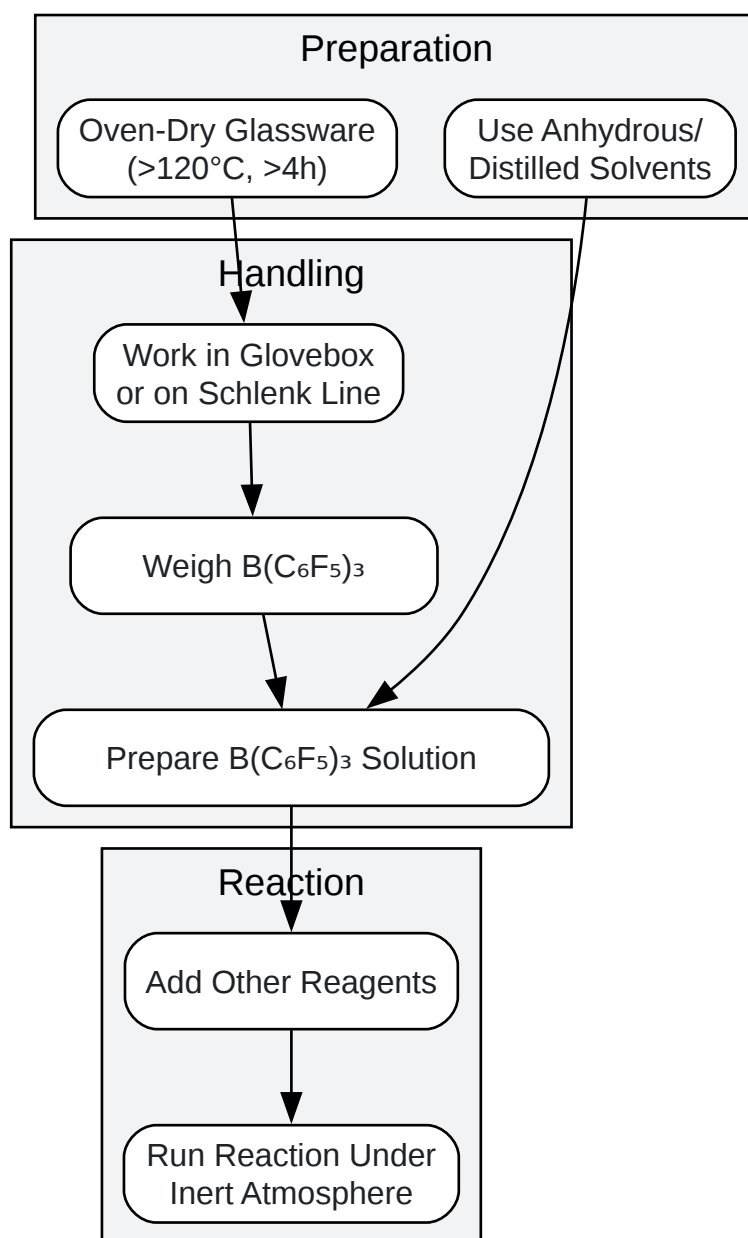 Preparation
Oven-Dry Glassware
(>120°C, >4h)
Use Anhydrous/
Distilled Solvents
Handling
Work in Glovebox
or on Schlenk Line
Weigh B(C₆F₅)₃
Prepare B(C₆F₅)₃ Solution
Reaction
Add Other Reagents
Run Reaction Under
Inert Atmosphere